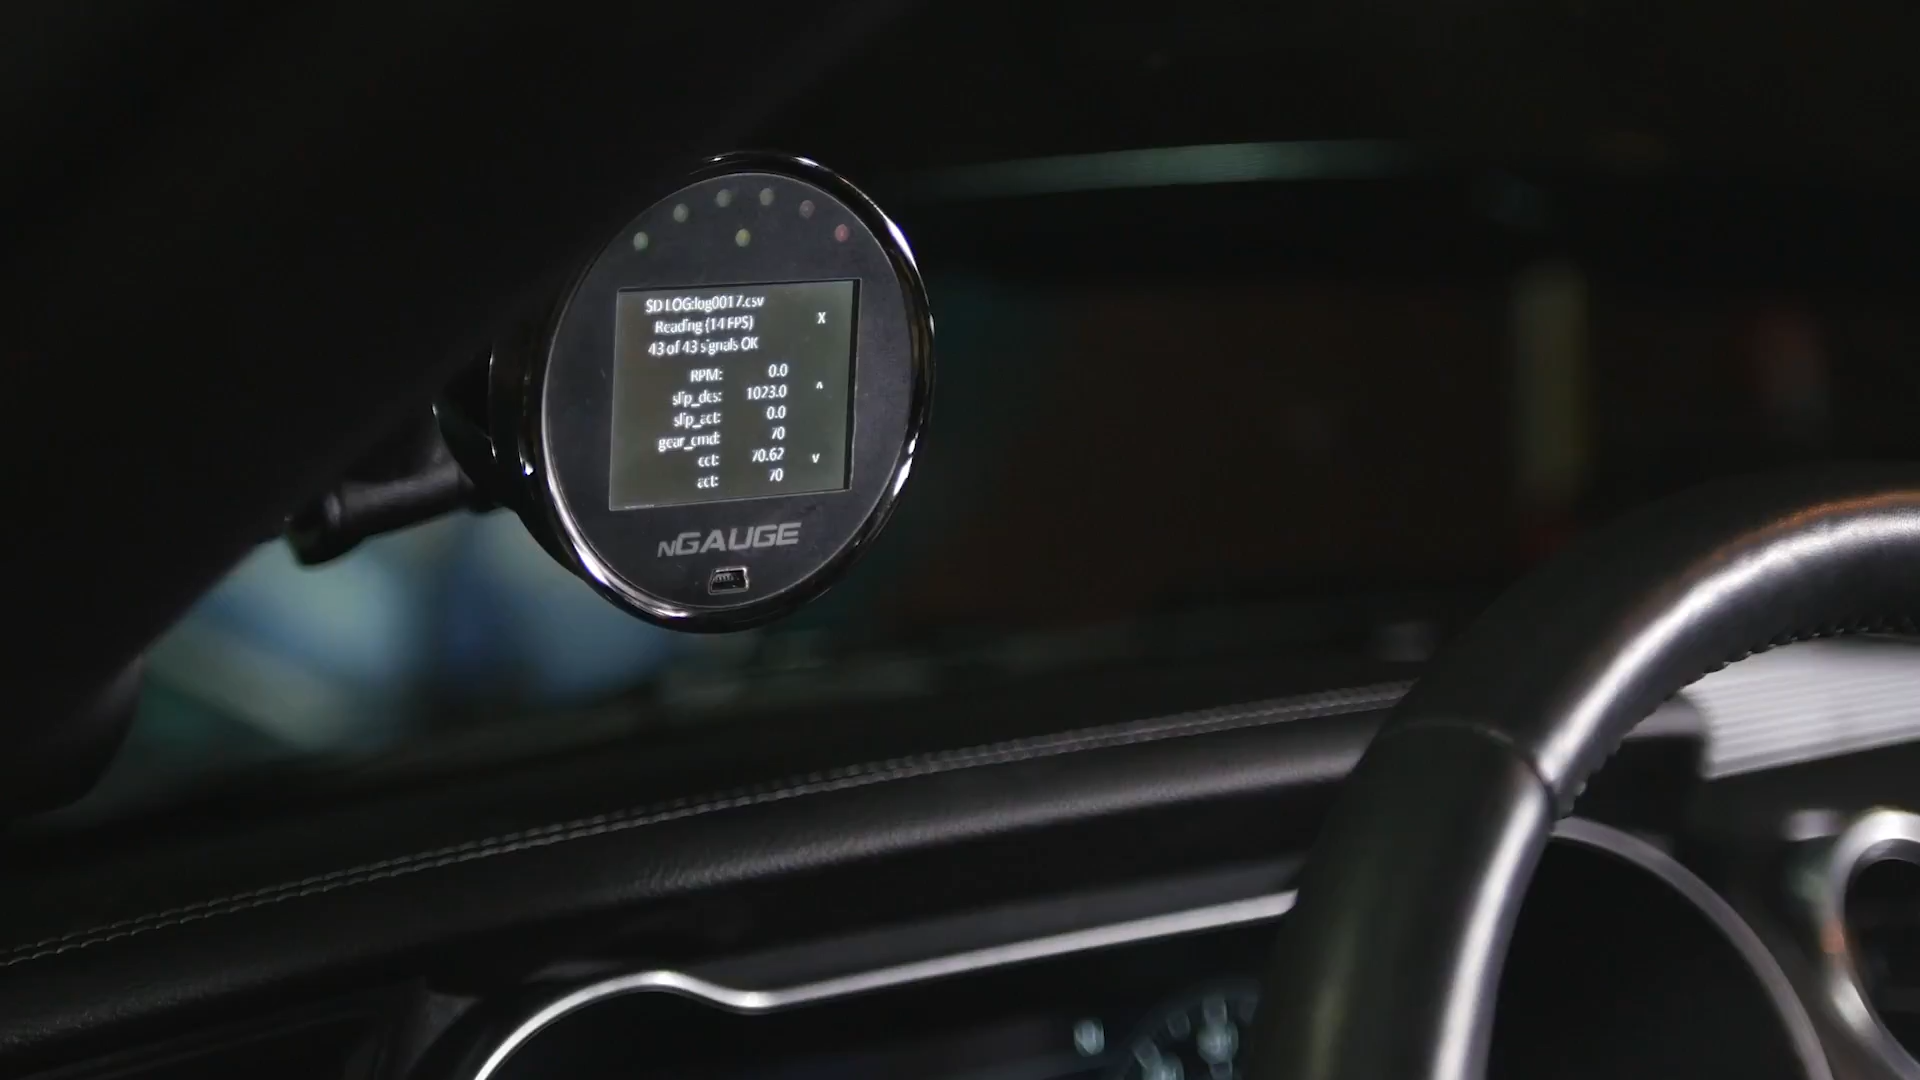 SD LOG:log0017.csv
Reading (14 FPS)
43 of 43 signals OK
X
RPM: 0.0
^
slip_des: 1023.0
slip_act: 0.0
gear_cmd: 70
cct: 70.62
v
act: 70
nGAUGE